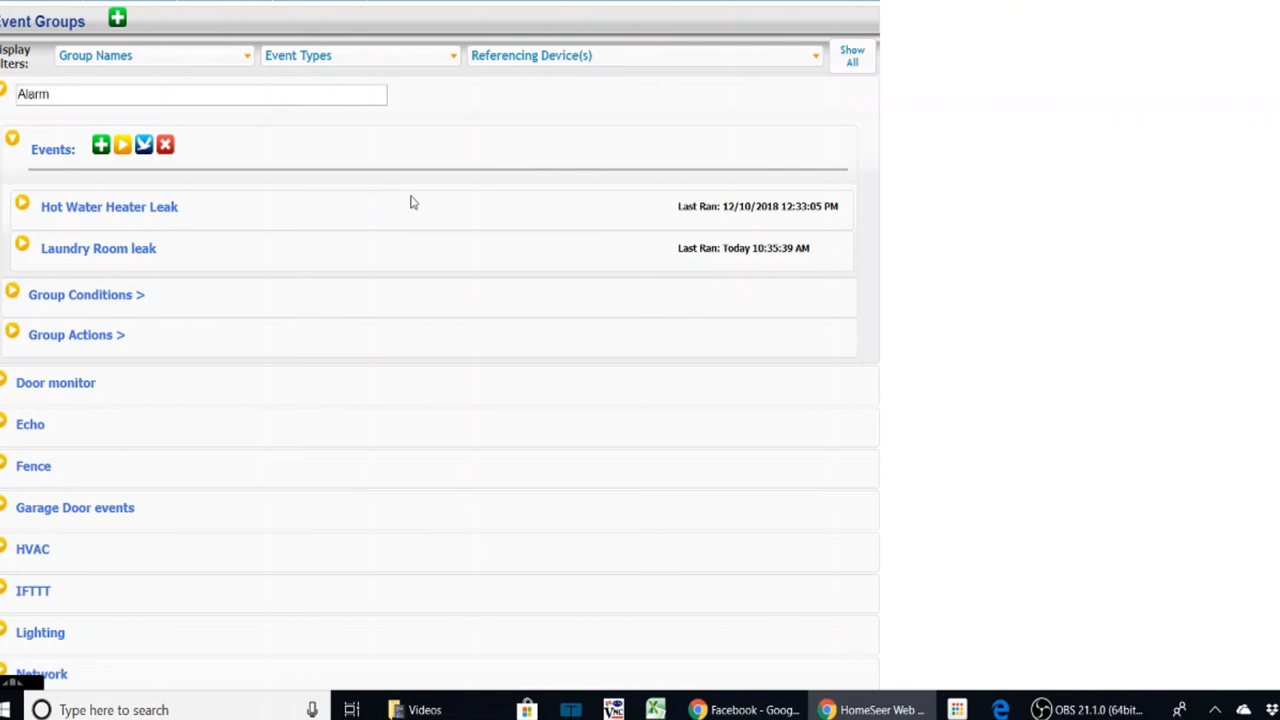 Event Groups
isplay
lters:
Group Names
Event Types
Referencing Device(s)
Show
All
Alarm
Events:
Hot Water Heater Leak
Last Ran: 12/10/2018 12:33:05 PM
Laundry Room leak
Last Ran: Today 10:35:39 AM
Group Conditions >
Group Actions >
Door monitor
Echo
Fence
Garage Door events
HVAC
IFTTT
Lighting
Network
Type here to search
Videos
VNC
Facebook - Goog...
HomeSeer Web ...
OBS 21.1.0 (64bit...